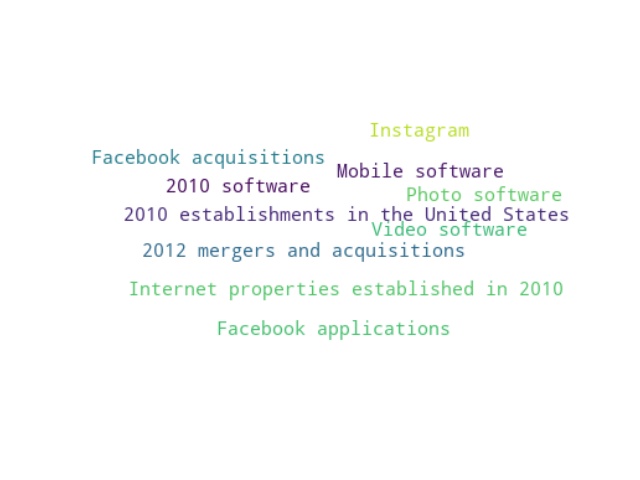 Instagram
Facebook acquisitions
Mobile software
2010 software
Photo software
2010 establishments in the United States
Video software
2012 mergers and acquisitions
Internet properties established in 2010
Facebook applications